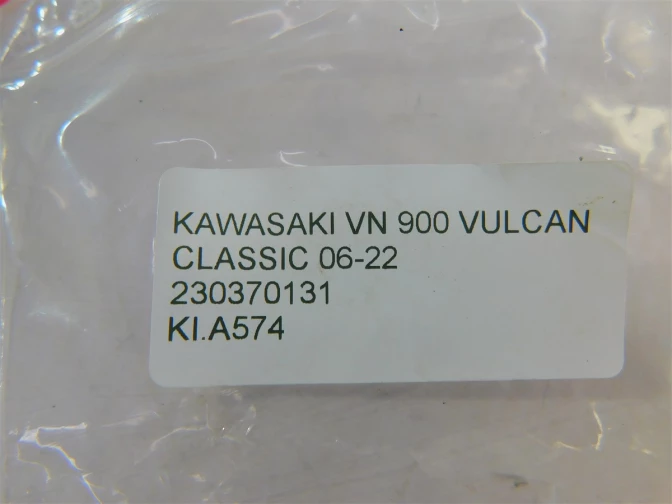 KAWASAKI VN 900 VULCAN
CLASSIC 06-22
230370131
KI.A574